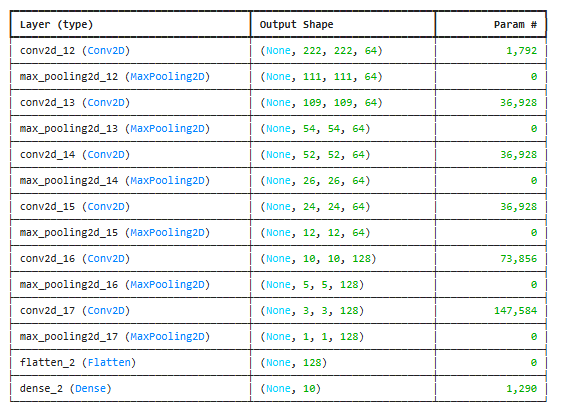 Layer (type) Output Shape Param #
conv2d_12 (Conv2D) (None, 222, 222, 64) 1,792
max_pooling2d_12 (MaxPooling2D) (None, 111, 111, 64) 0
conv2d_13 (Conv2D) (None, 109, 109, 64) 36,928
max_pooling2d_13 (MaxPooling2D) (None, 54, 54, 64) 0
conv2d_14 (Conv2D) (None, 52, 52, 64) 36,928
max_pooling2d_14 (MaxPooling2D) (None, 26, 26, 64) 0
conv2d_15 (Conv2D) (None, 24, 24, 64) 36,928
max_pooling2d_15 (MaxPooling2D) (None, 12, 12, 64) 0
conv2d_16 (Conv2D) (None, 10, 10, 128) 73,856
max_pooling2d_16 (MaxPooling2D) (None, 5, 5, 128) 0
conv2d_17 (Conv2D) (None, 3, 3, 128) 147,584
max_pooling2d_17 (MaxPooling2D) (None, 1, 1, 128) 0
flatten_2 (Flatten) (None, 128) 0
dense_2 (Dense) (None, 10) 1,290